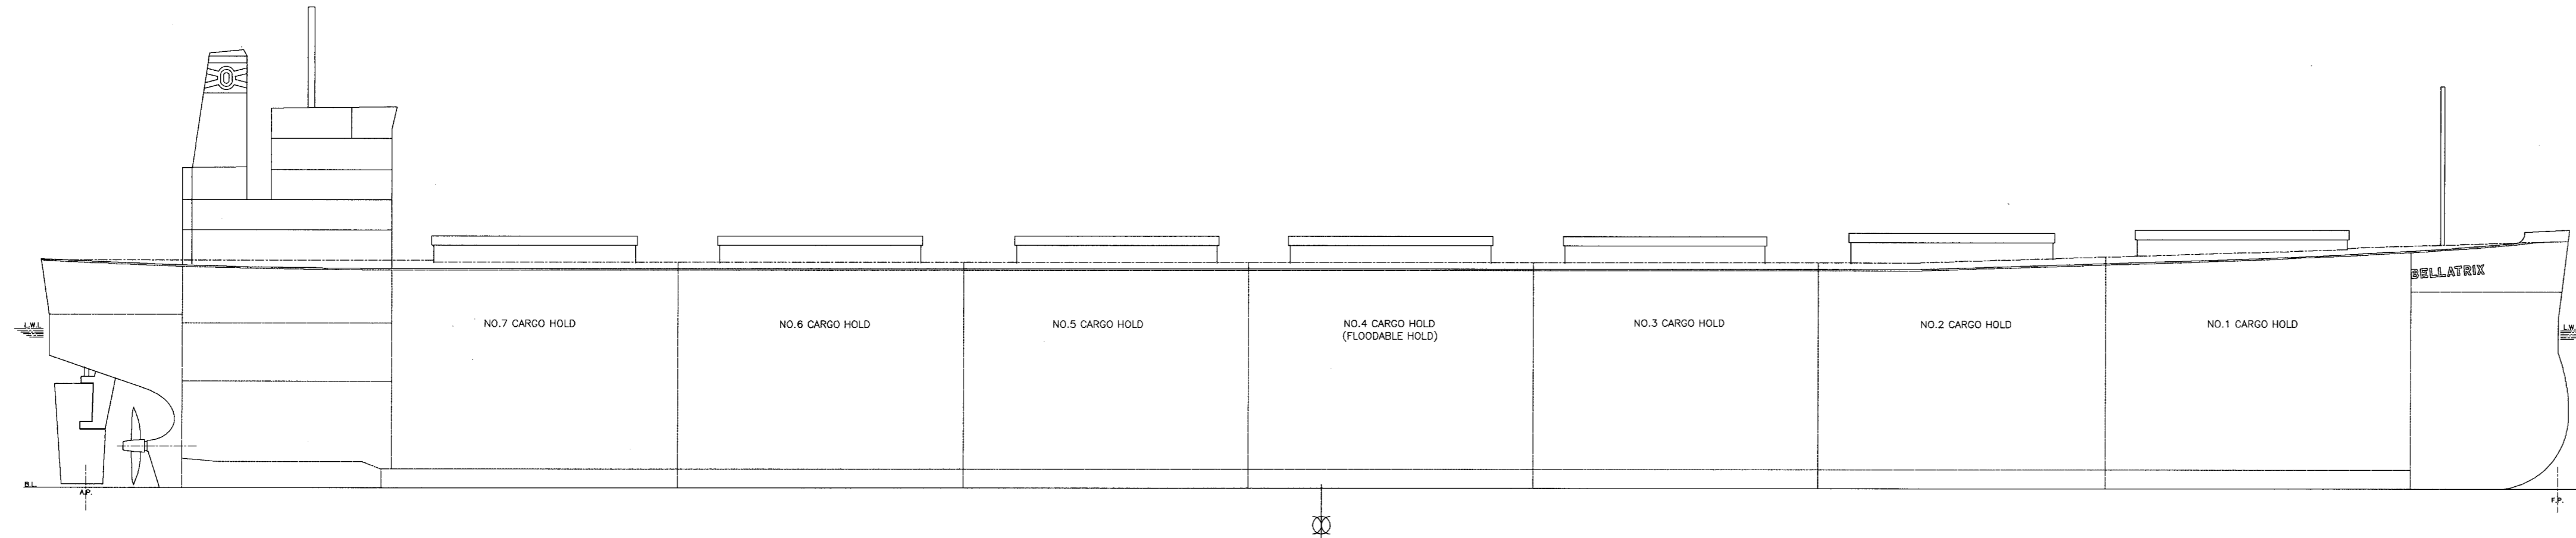 O
BELLATRIX
L.W.L
NO.7 CARGO HOLD
NO.6 CARGO HOLD
NO.5 CARGO HOLD
NO.4 CARGO HOLD
(FLOODABLE HOLD)
NO.3 CARGO HOLD
NO.2 CARGO HOLD
NO.1 CARGO HOLD
L.W.
B.L.
A.P.
F.P.